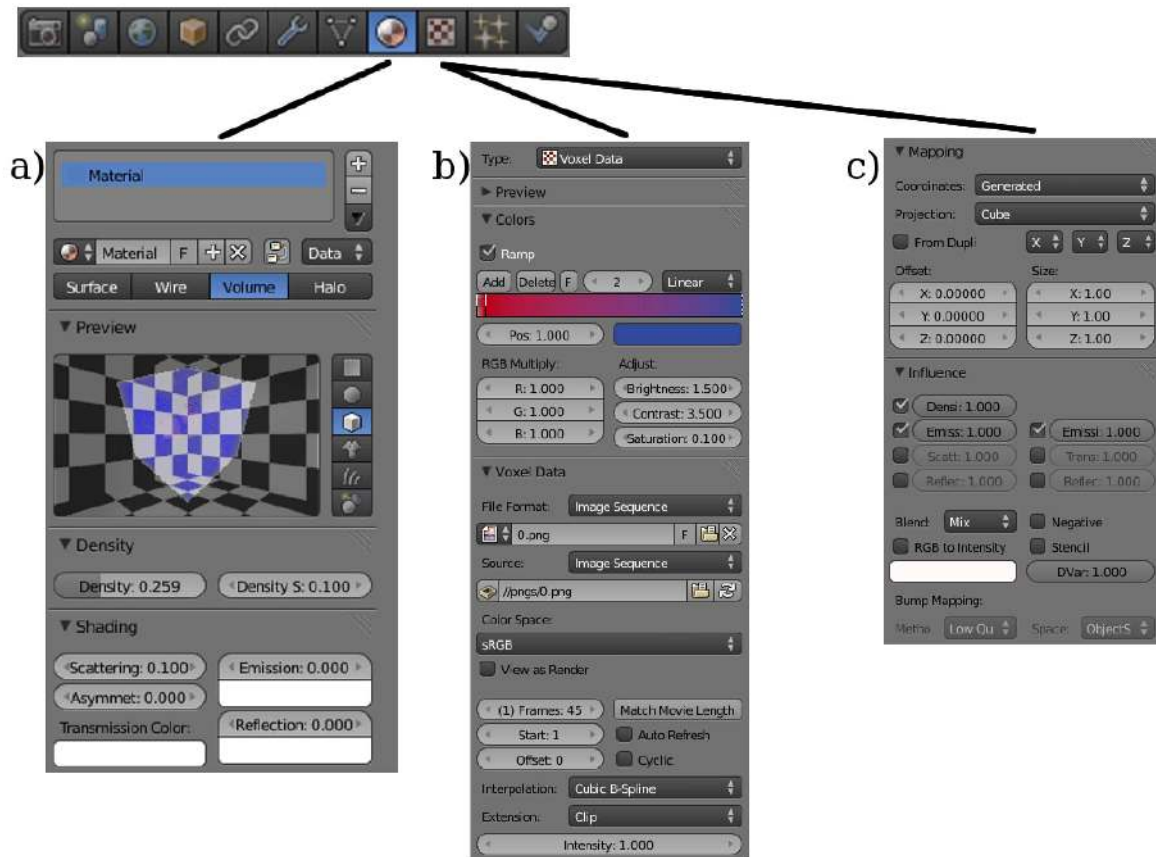 a)
Material
Material F Data
Surface Wire Volume Halo
Preview
Density
Density: 0.259 Density S: 0.100
Shading
Scattering: 0.100 Emission: 0.000
Asymmet: 0.000
Transmission Color: Reflection: 0.000
b)
Type: Voxel Data
Preview
Colors
Ramp
Add Delete F 2 Linear
Pos: 1.000
RGB Multiply: Adjust:
R: 1.000 Brightness: 1.500
G: 1.000 Contrast: 3.500
B: 1.000 Saturation: 0.100
Voxel Data
File Format: Image Sequence
0.png F
Source: Image Sequence
//pngs/0.png
Color Space:
sRGB
View as Render
(1) Frames: 45 Match Movie Length
Start: 1 Auto Refresh
Offset: 0 Cyclic
Interpolation: Cubic B-Spline
Extension: Clip
Intensity: 1.000
c)
Mapping
Coordinates: Generated
Projection: Cube
From Dupli X Y Z
Offset: Size:
X: 0.00000 X: 1.00
Y: 0.00000 Y: 1.00
Z: 0.00000 Z: 1.00
Influence
Densi: 1.000
Emiss: 1.000 Emissi: 1.000
Scatt: 1.000 Trans: 1.000
Reflec: 1.000 Reflec: 1.000
Blend: Mix Negative
RGB to Intensity Stencil
DVar: 1.000
Bump Mapping:
Metho Low Qu Space: ObjectS